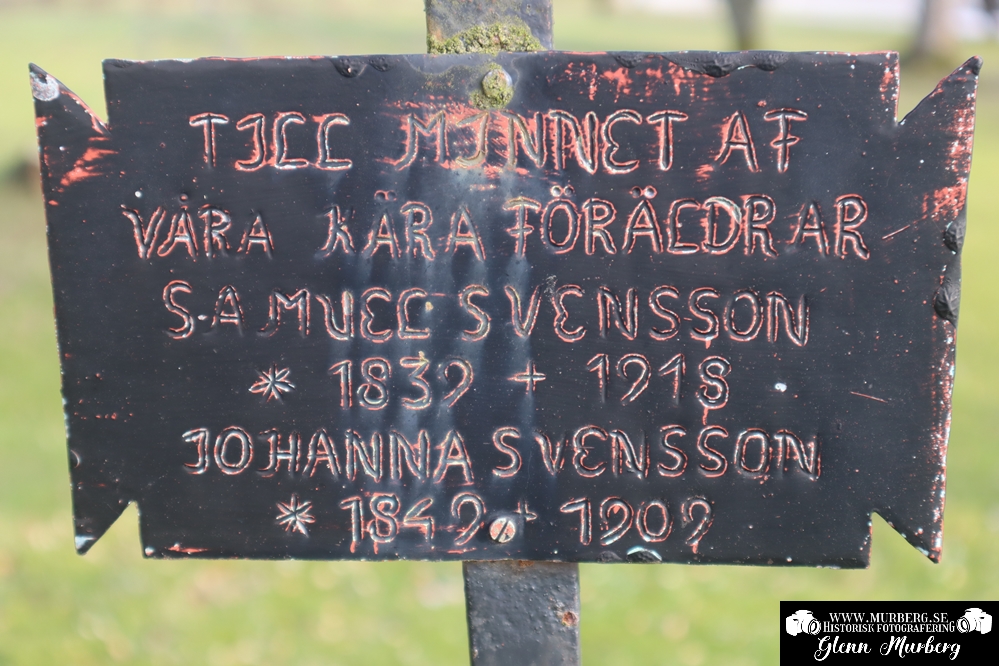 TILL MINNET AF
VÅRA KÄRA FÖRÄLDRAR
SAMUEL SVENSSON
* 1839 + 1918
JOHANNA SVENSSON
* 1849 + 1909
WWW.MURBERG.SE
HISTORISK FOTOGRAFERING
Glenn Murberg